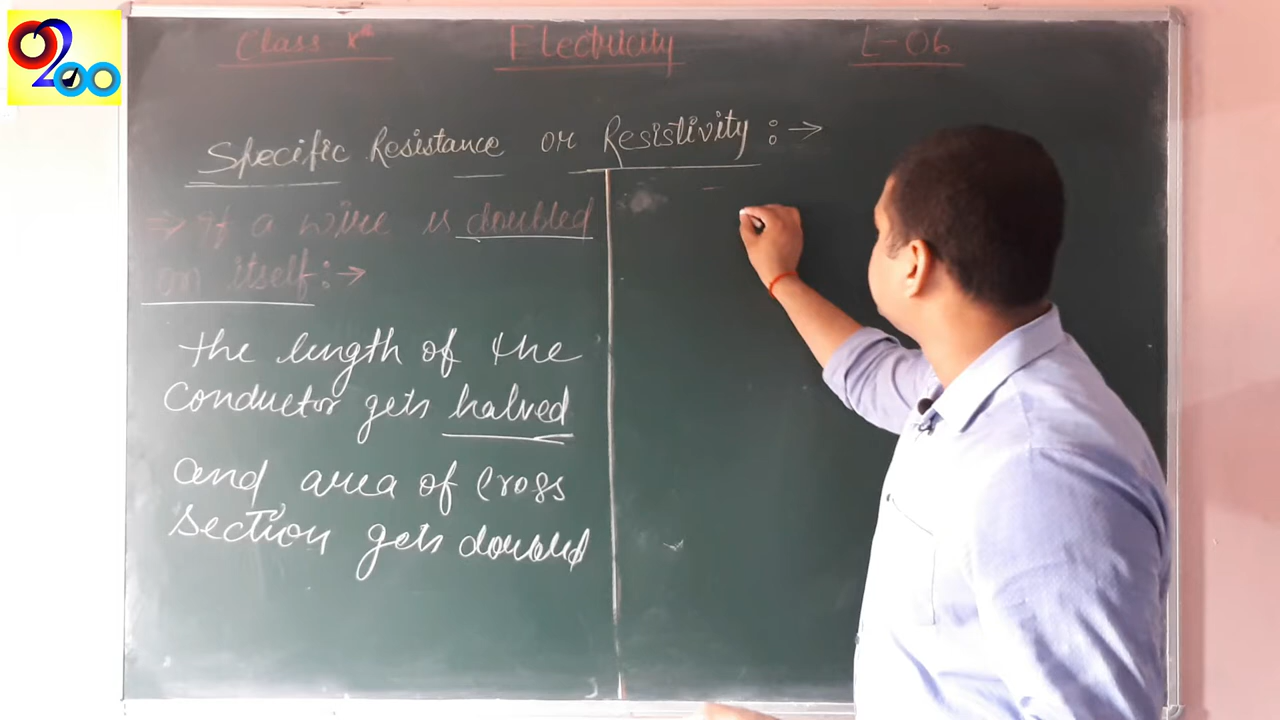 Class Xth Electricity L-06
Specific Resistance or Resistivity :→
⇒ If a wire is doubled
on itself :→
the length of the
conductor gets halved
and area of cross
section gets doubled